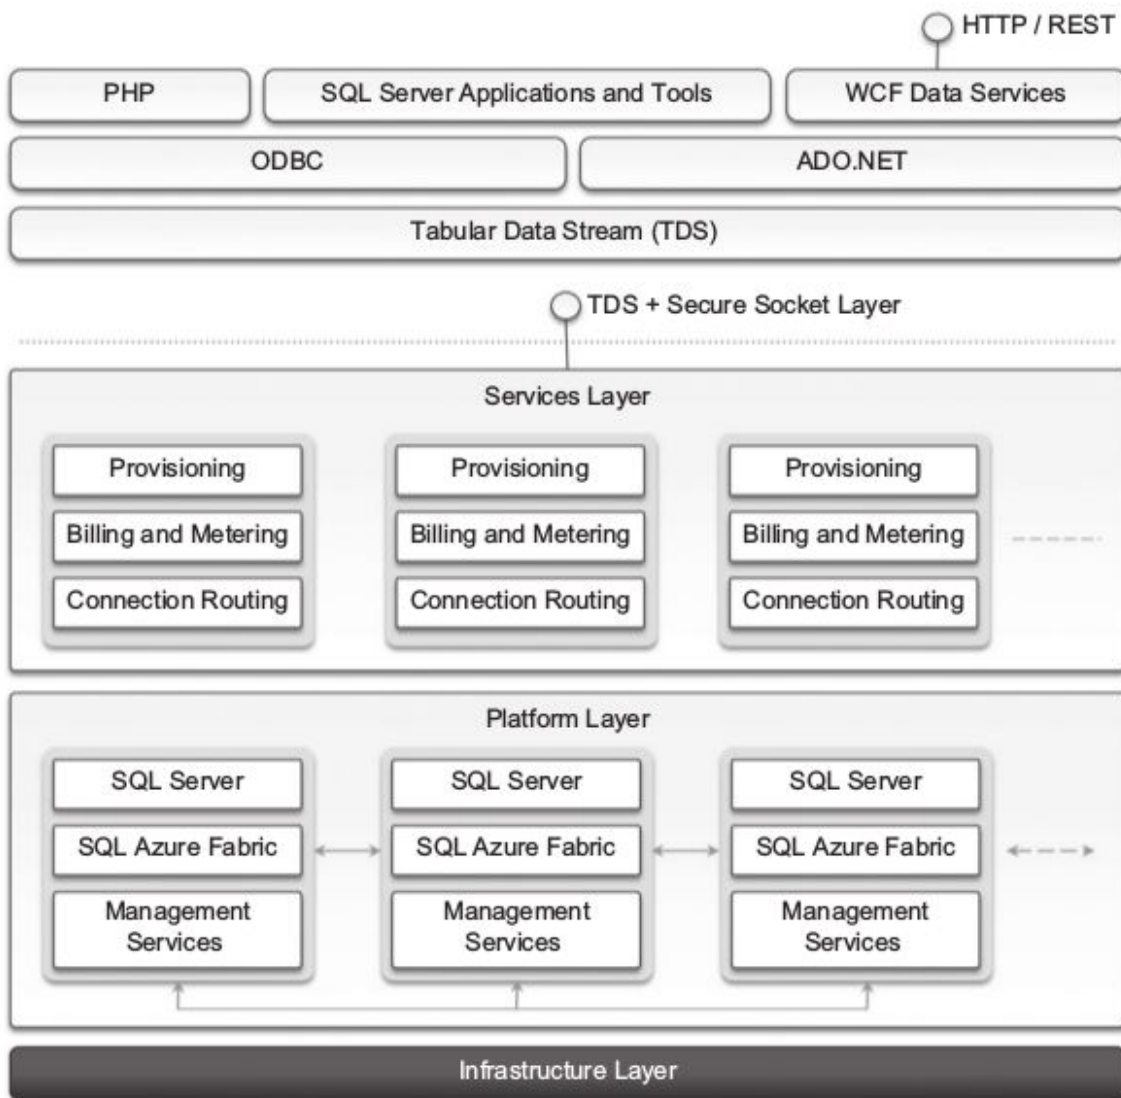 HTTP / REST
PHP
SQL Server Applications and Tools
WCF Data Services
ODBC
ADO.NET
Tabular Data Stream (TDS)
TDS + Secure Socket Layer
Services Layer
Provisioning
Provisioning
Provisioning
Billing and Metering
Billing and Metering
Billing and Metering
Connection Routing
Connection Routing
Connection Routing
Platform Layer
SQL Server
SQL Server
SQL Server
SQL Azure Fabric
SQL Azure Fabric
SQL Azure Fabric
Management
Services
Management
Services
Management
Services
Infrastructure Layer